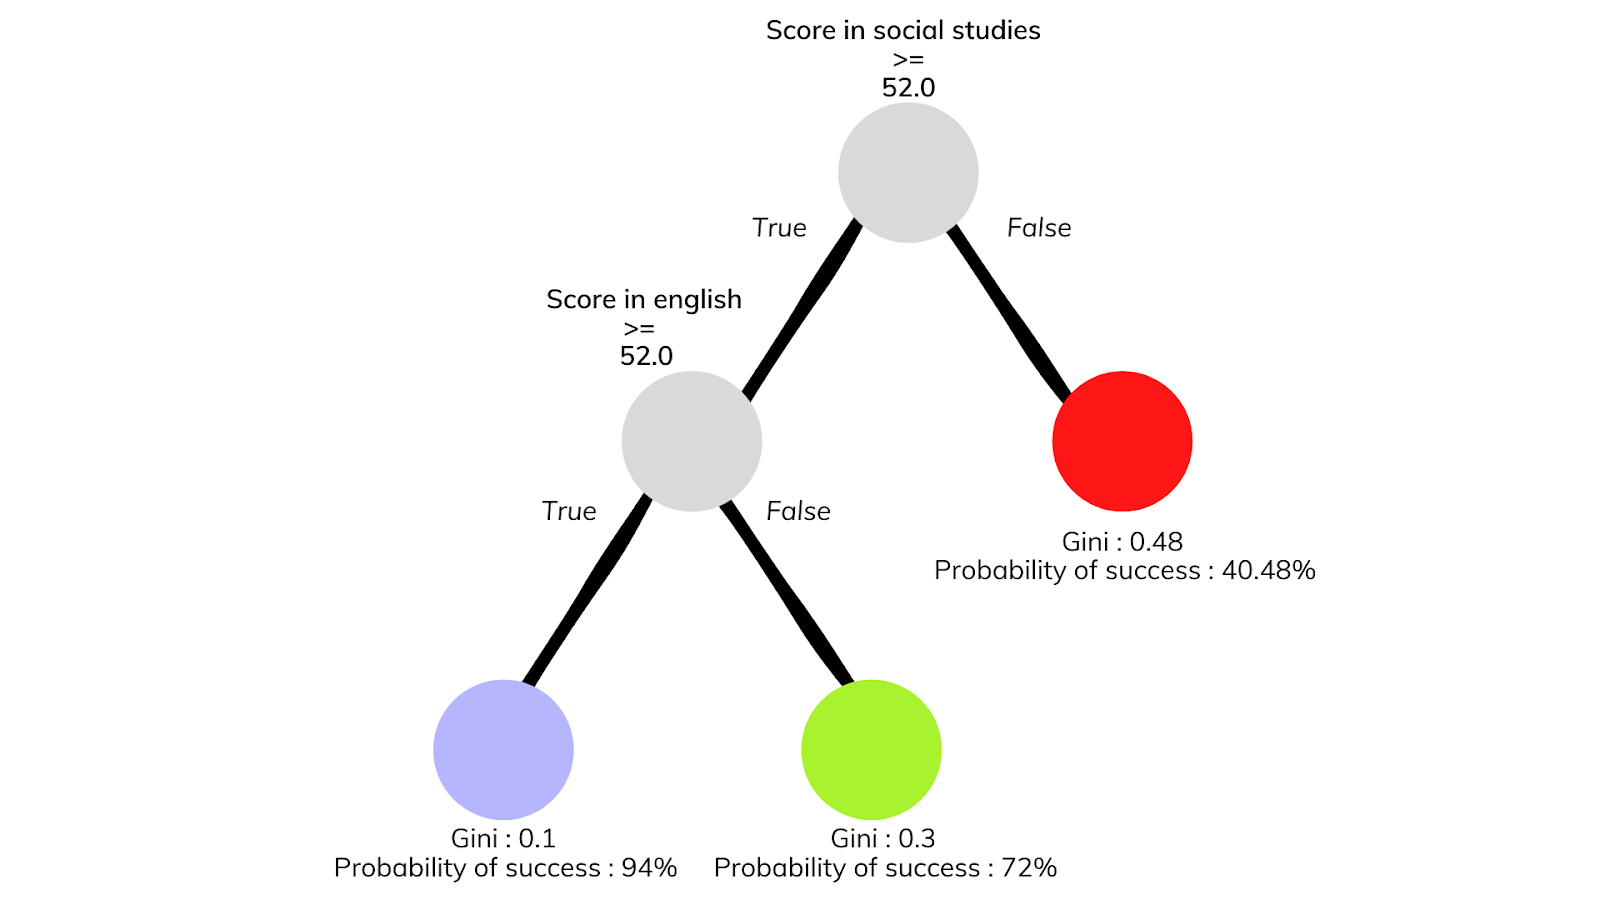 Score in social studies
>=
52.0
True
False
Score in english
>=
52.0
True
False
Gini : 0.48
Probability of success : 40.48%
Gini : 0.1
Probability of success : 94%
Gini : 0.3
Probability of success : 72%